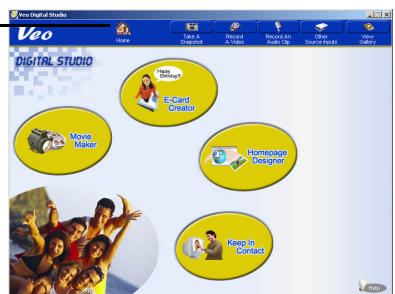 Veo Digital Studio
Veo
Home
Take A
Snapshot
Record
A Video
Record An
Audio Clip
Other
Source Inputs
View
Gallery
DIGITAL STUDIO
Happy
Birthday!!
E-Card
Creator
Movie
Maker
Homepage
Designer
Keep In
Contact
Help